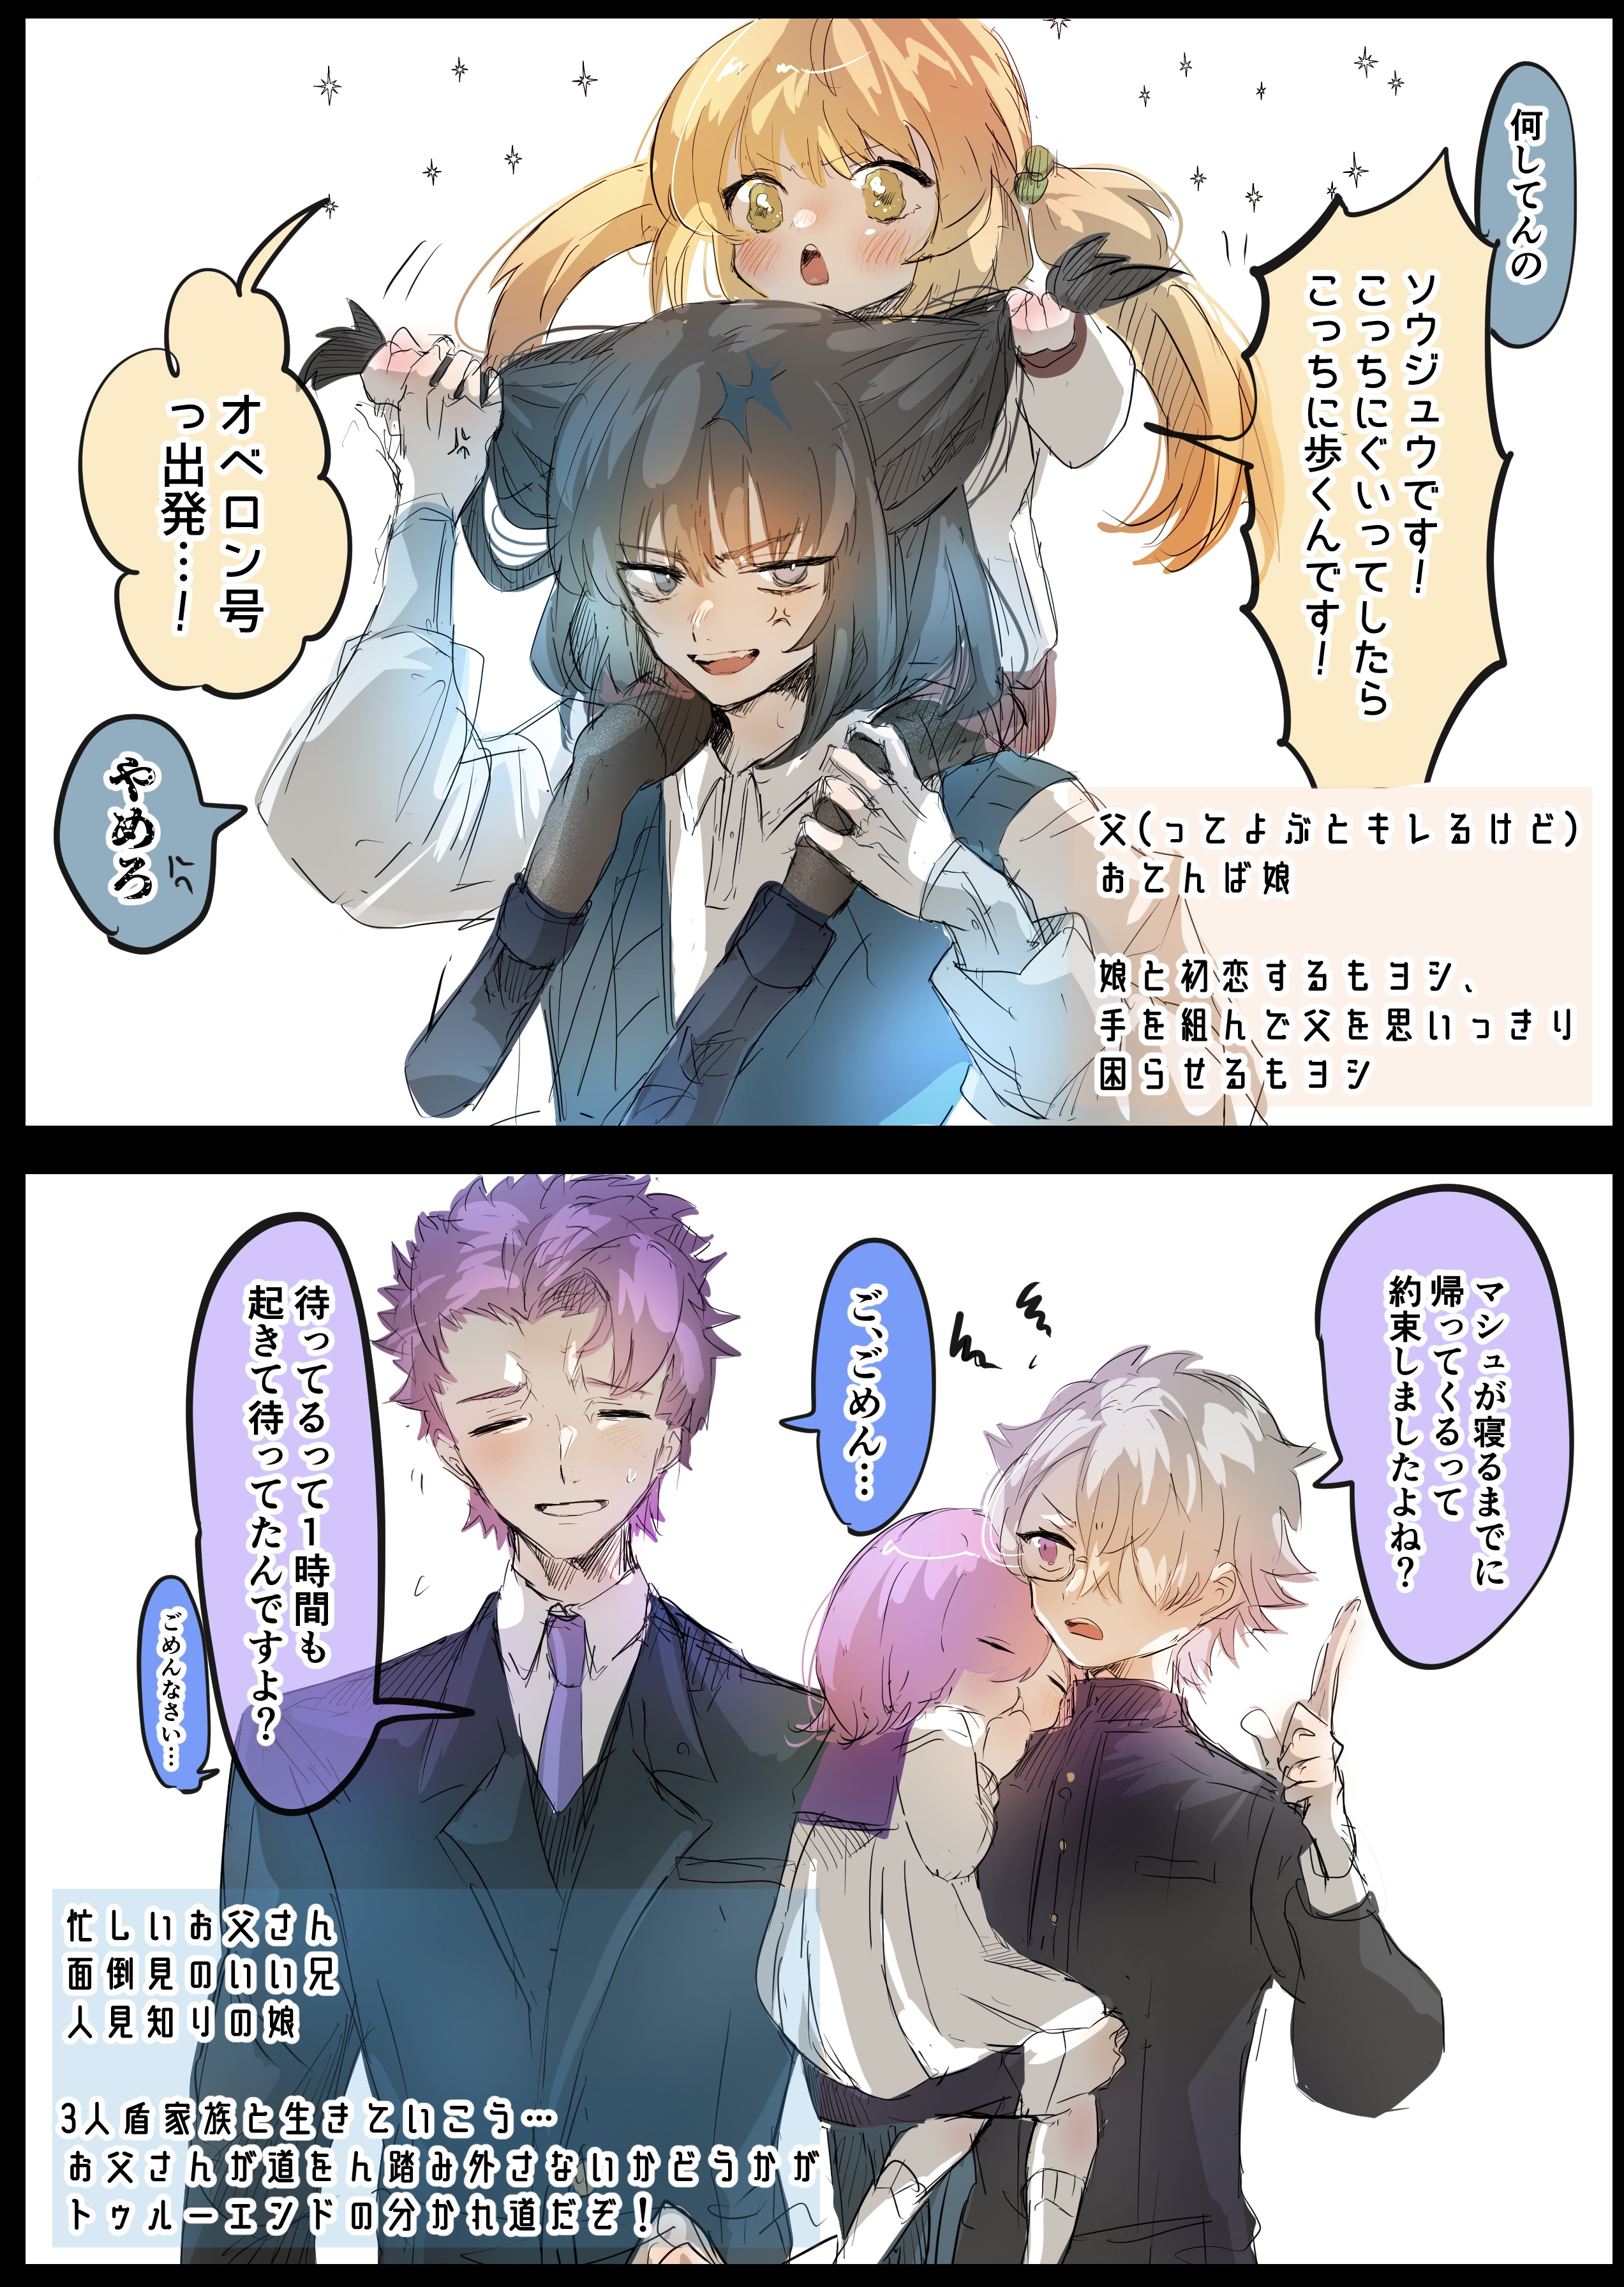 何してんの
ソウジュウです!
こっちにぐいってしたら
こっちに歩くんです!
オベロン号
っ出発…!
やめろ
父(ってよぶともキレるけど)
おてんば娘
娘と初恋するもヨシ、
手を組んで父を思いっきり
困らせるもヨシ
マシュが寝るまでに
帰ってくるって
約束しましたよね?
ご、ごめん…
待ってるって1時間も
起きて待ってたんですよ?
ごめんなさい…
忙しいお父さん
面倒見のいい兄
人見知りの娘
3人盾家族と生きていこう…
お父さんが道をん踏み外さないかどうかが
トゥルーエンドの分かれ道だぞ!